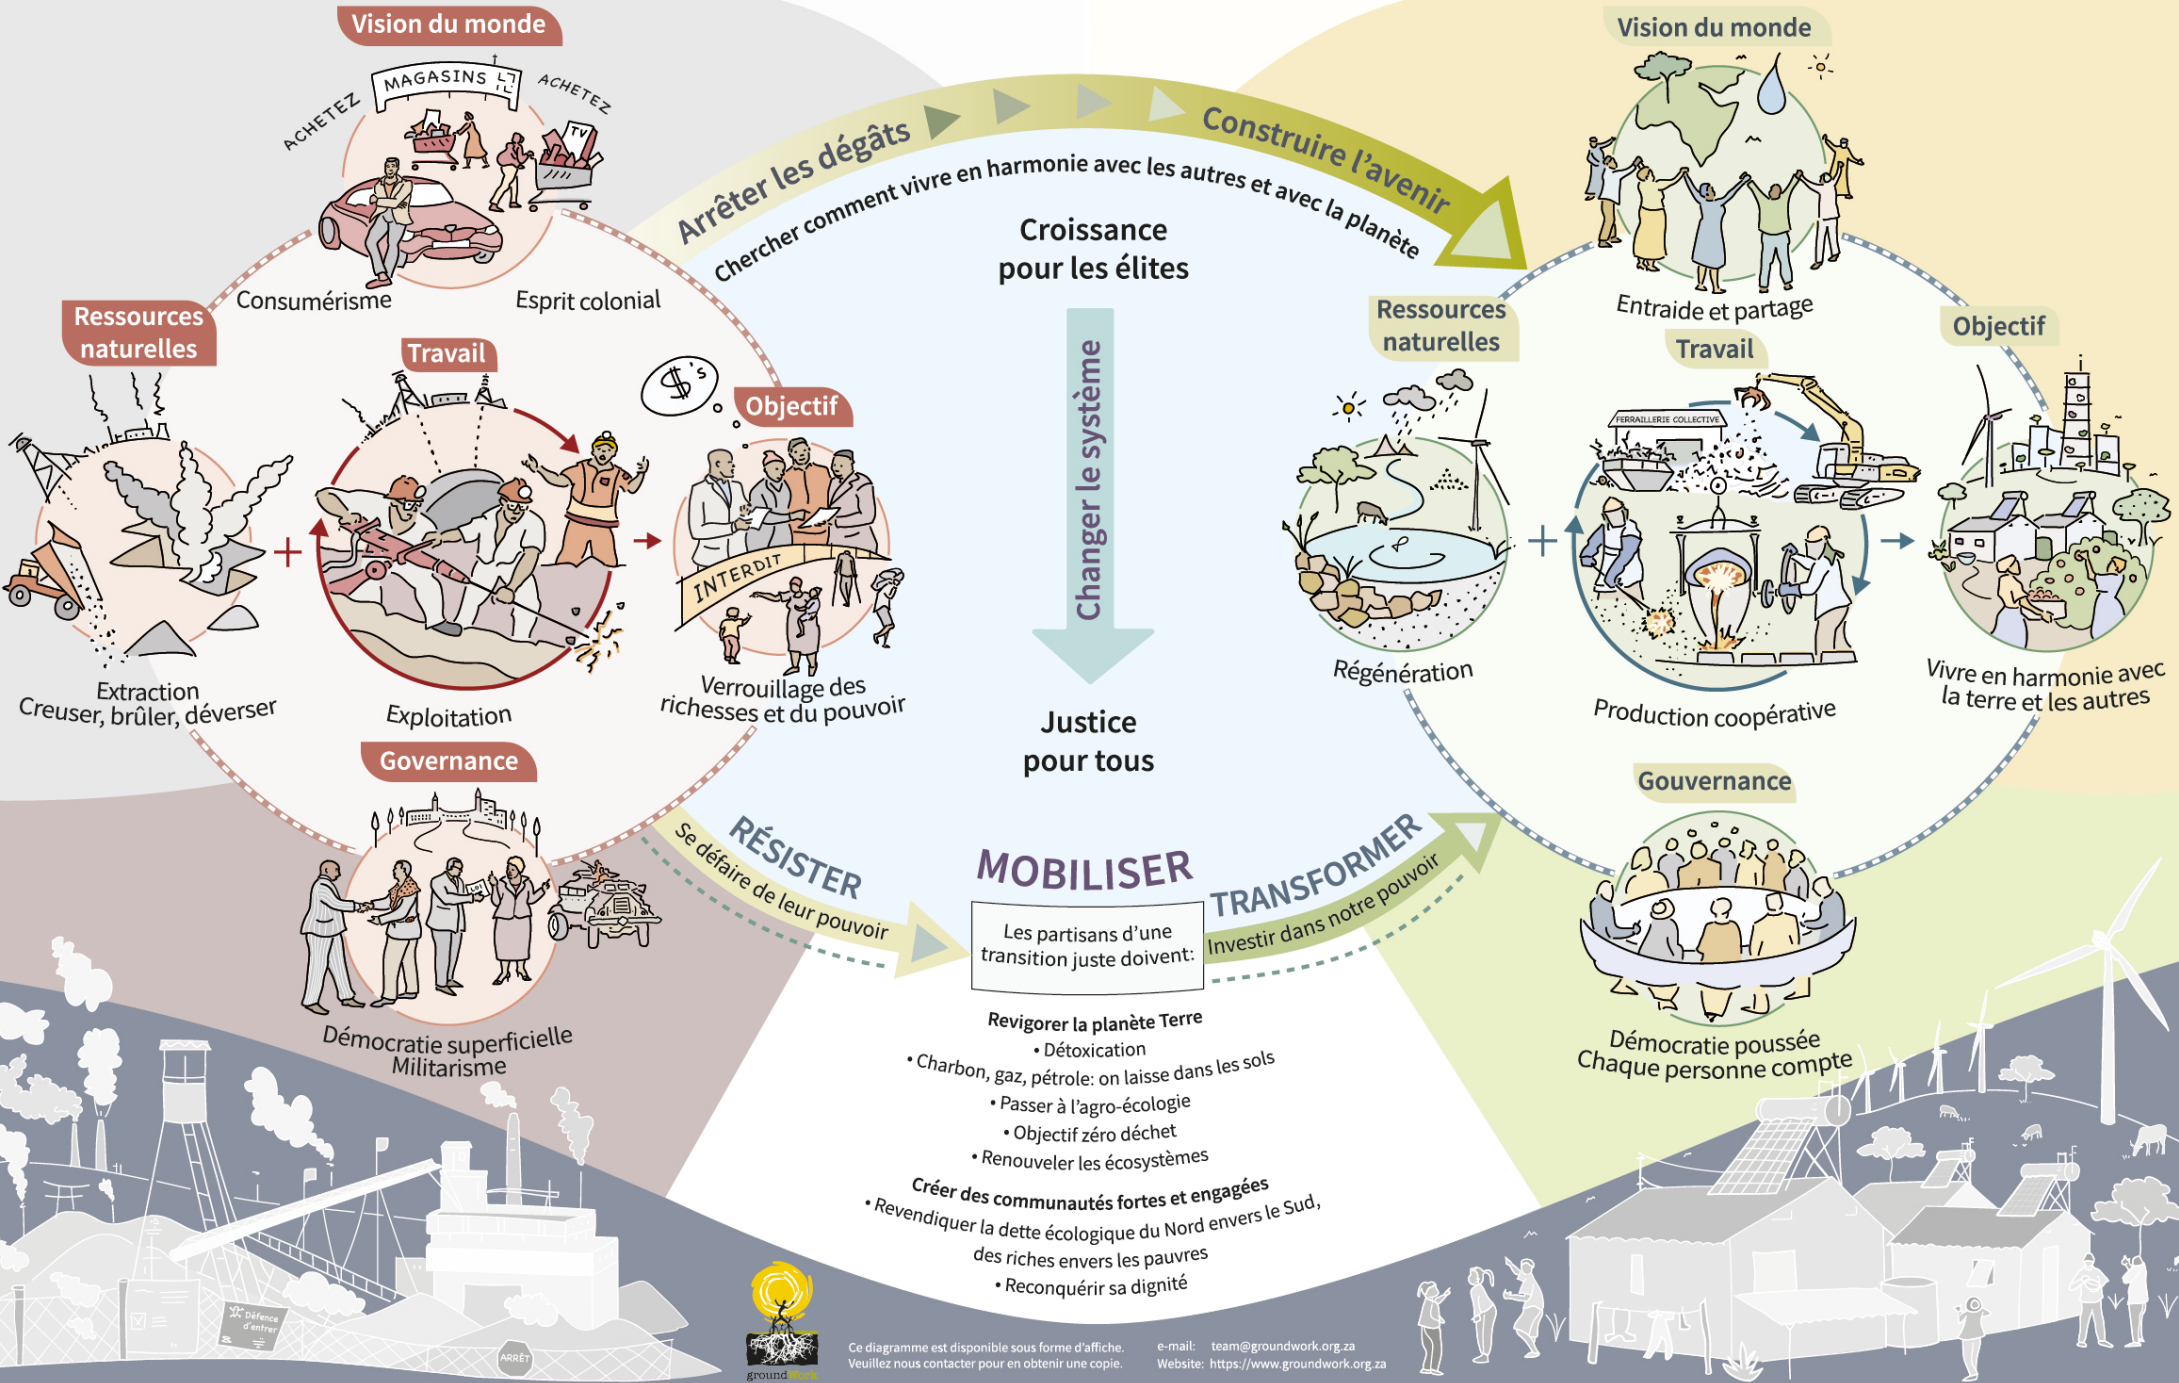 Vision du monde
ACHETEZ
MAGASINS
ACHETEZ
TV
Consumérisme
Esprit colonial
Ressources
naturelles
Extraction
Creuser, brûler, déverser
+
Travail
Exploitation
$'s
Objectif
INTERDIT
Verrouillage des
richesses et du pouvoir
Governance
LOI
Démocratie superficielle
Militarisme
Arrêter les dégâts
Construire l'avenir
Chercher comment vivre en harmonie avec les autres et avec la planète
Croissance
pour les élites
Changer le système
Justice
pour tous
RÉSISTER
Se défaire de leur pouvoir
MOBILISER
TRANSFORMER
Investir dans notre pouvoir
Les partisans d'une
transition juste doivent:
Revigorer la planète Terre
• Détoxication
• Charbon, gaz, pétrole: on laisse dans les sols
• Passer à l'agro-écologie
• Objectif zéro déchet
• Renouveler les écosystèmes
Créer des communautés fortes et engagées
• Revendiquer la dette écologique du Nord envers le Sud,
des riches envers les pauvres
• Reconquérir sa dignité
Vision du monde
Entraide et partage
Ressources
naturelles
Régénération
+
Travail
FERRAILLERIE COLLECTIVE
Production coopérative
Objectif
Vivre en harmonie avec
la terre et les autres
Gouvernance
Démocratie poussée
Chaque personne compte
Défence
d'entrer
ARRÊT
groundWork
Ce diagramme est disponible sous forme d'affiche.
Veuillez nous contacter pour en obtenir une copie.
e-mail: team@groundwork.org.za
Website: https://www.groundwork.org.za